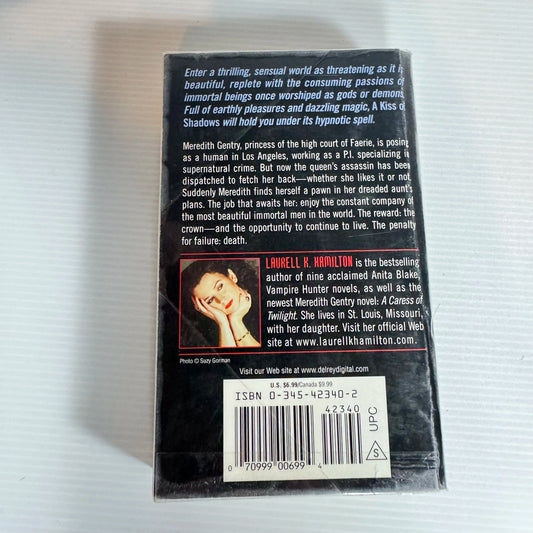 Enter a thrilling, sensual world as threatening as it is
beautiful, replete with the consuming passions of
immortal beings once worshiped as gods or demons.
Full of earthly pleasures and dazzling magic, A Kiss of
Shadows will hold you under its hypnotic spell.
Meredith Gentry, princess of the high court of Faerie, is posing
as a human in Los Angeles, working as a P.I. specializing in
supernatural crime. But now the queen's assassin has been
dispatched to fetch her back—whether she likes it or not.
Suddenly Meredith finds herself a pawn in her dreaded aunt's
plans. The job that awaits her: enjoy the constant company of
the most beautiful immortal men in the world. The reward: the
crown—and the opportunity to continue to live. The penalty
for failure: death.
LAURELL K. HAMILTON is the bestselling
author of nine acclaimed Anita Blake,
Vampire Hunter novels, as well as the
newest Meredith Gentry novel: A Caress of
Twilight. She lives in St. Louis, Missouri,
with her daughter. Visit her official Web
site at www.laurellkhamilton.com.
Photo © Suzy Gorman
Visit our Web site at www.delreydigital.com
U.S. $6.99/Canada $9.99
ISBN 0-345-42340-2
42340
UPC
S
0 70999 00699 4